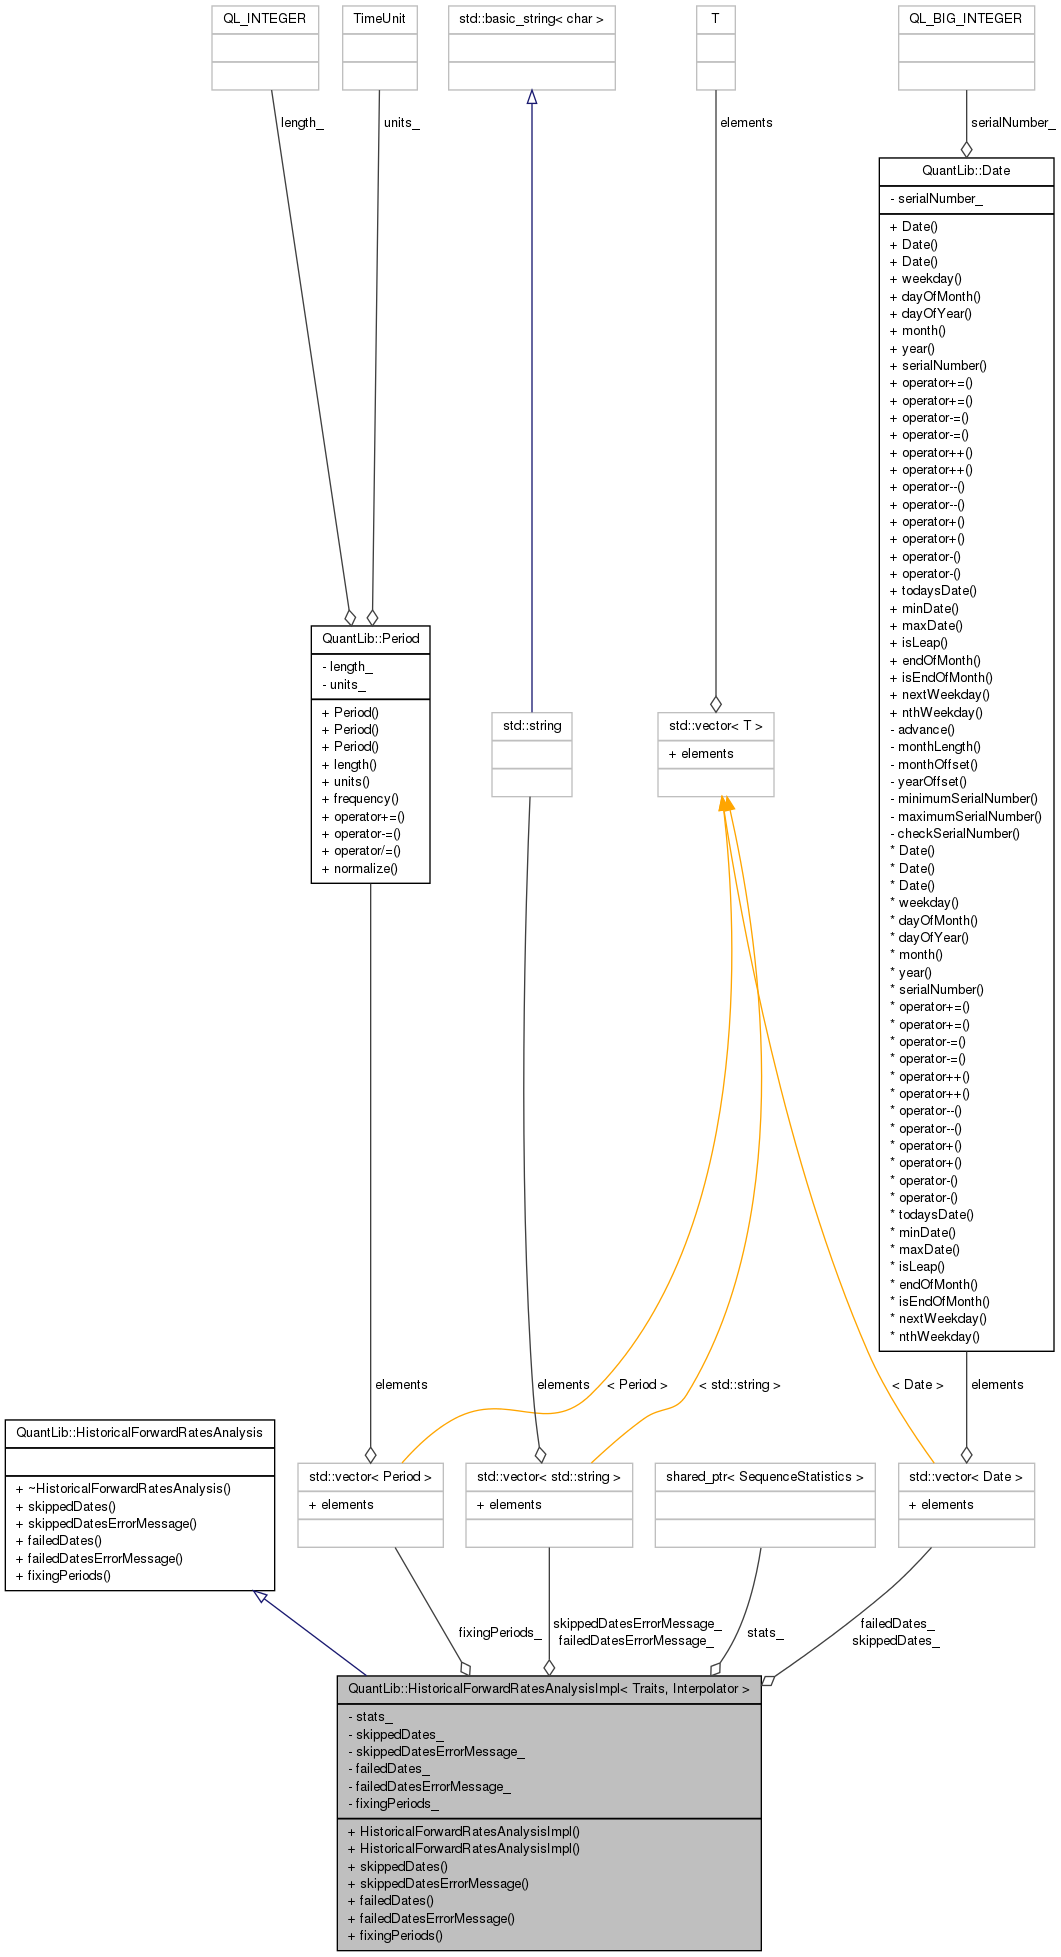 QL_INTEGER
TimeUnit
std::basic_string< char >
T
QL_BIG_INTEGER
length_
units_
elements
serialNumber_
QuantLib::Date
- serialNumber_
+ Date()
+ Date()
+ Date()
+ weekday()
+ dayOfMonth()
+ dayOfYear()
+ month()
+ year()
+ serialNumber()
+ operator+=()
+ operator+=()
+ operator-=()
+ operator-=()
+ operator++()
+ operator++()
+ operator--()
+ operator--()
+ operator+()
+ operator+()
+ operator-()
+ operator-()
+ todaysDate()
+ minDate()
+ maxDate()
+ isLeap()
+ endOfMonth()
+ isEndOfMonth()
+ nextWeekday()
+ nthWeekday()
- advance()
- monthLength()
- monthOffset()
- yearOffset()
- minimumSerialNumber()
- maximumSerialNumber()
- checkSerialNumber()
* Date()
* Date()
* Date()
* weekday()
* dayOfMonth()
* dayOfYear()
* month()
* year()
* serialNumber()
* operator+=()
* operator+=()
* operator-=()
* operator-=()
* operator++()
* operator++()
* operator--()
* operator--()
* operator+()
* operator+()
* operator-()
* operator-()
* todaysDate()
* minDate()
* maxDate()
* isLeap()
* endOfMonth()
* isEndOfMonth()
* nextWeekday()
* nthWeekday()
QuantLib::Period
- length_
- units_
+ Period()
+ Period()
+ Period()
+ length()
+ units()
+ frequency()
+ operator+=()
+ operator-=()
+ operator/=()
+ normalize()
std::string
std::vector< T >
+ elements
elements
elements
< Period >
< std::string >
< Date >
elements
QuantLib::HistoricalForwardRatesAnalysis
+ ~HistoricalForwardRatesAnalysis()
+ skippedDates()
+ skippedDatesErrorMessage()
+ failedDates()
+ failedDatesErrorMessage()
+ fixingPeriods()
std::vector< Period >
+ elements
std::vector< std::string >
+ elements
shared_ptr< SequenceStatistics >
std::vector< Date >
+ elements
fixingPeriods_
skippedDatesErrorMessage_
failedDatesErrorMessage_
stats_
failedDates_
skippedDates_
QuantLib::HistoricalForwardRatesAnalysisImpl< Traits, Interpolator >
- stats_
- skippedDates_
- skippedDatesErrorMessage_
- failedDates_
- failedDatesErrorMessage_
- fixingPeriods_
+ HistoricalForwardRatesAnalysisImpl()
+ HistoricalForwardRatesAnalysisImpl()
+ skippedDates()
+ skippedDatesErrorMessage()
+ failedDates()
+ failedDatesErrorMessage()
+ fixingPeriods()